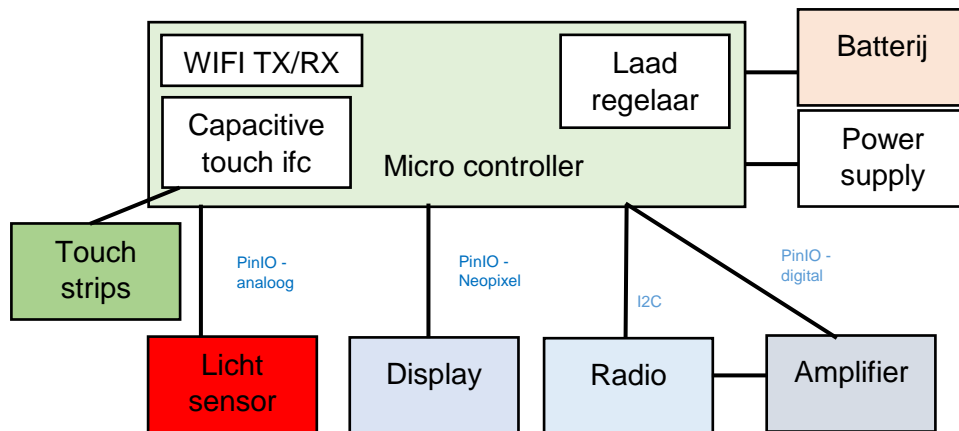 WIFI TX/RX
Capacitive
touch ifc
Laad
regelaar
Micro controller
Batterij
Power
supply
Touch
strips
PinIO -
analoog
PinIO -
Neopixel
I2C
PinIO -
digital
Licht
sensor
Display
Radio
Amplifier